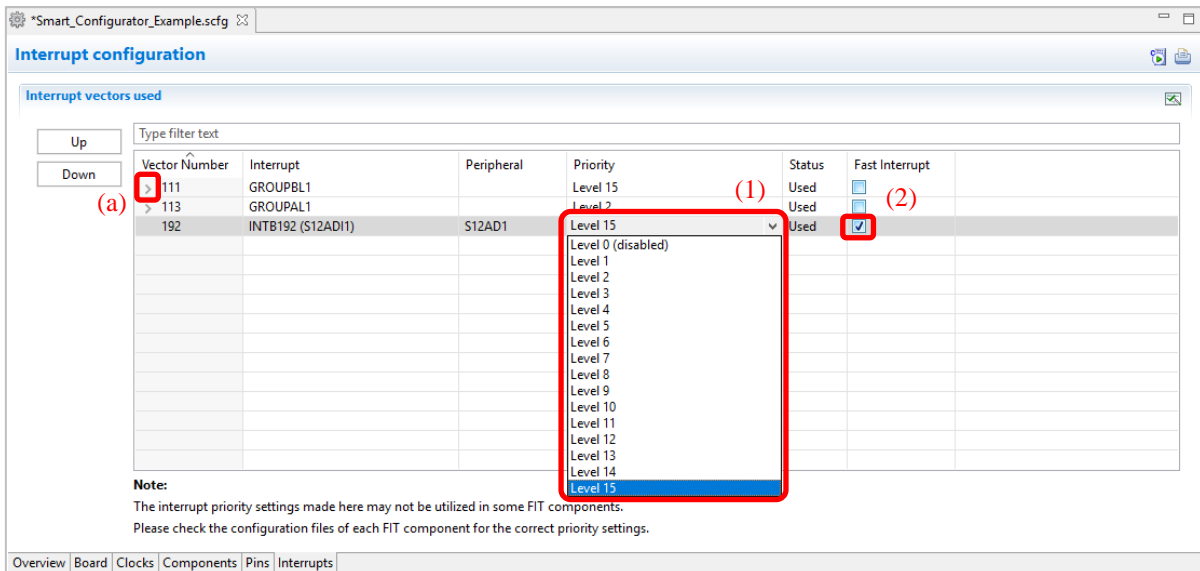 *Smart_Configurator_Example.scfg
Interrupt configuration
Interrupt vectors used
Up
Down
Type filter text
Vector Number Interrupt Peripheral Priority Status Fast Interrupt
111 GROUPBL1 Level 15 Used
(1)
(2)
(a)
113 GROUPAL1 Level 2 Used
192 INTB192 (S12ADI1) S12AD1 Level 15 Used
Level 0 (disabled)
Level 1
Level 2
Level 3
Level 4
Level 5
Level 6
Level 7
Level 8
Level 9
Level 10
Level 11
Level 12
Level 13
Level 14
Level 15
Note:
The interrupt priority settings made here may not be utilized in some FIT components.
Please check the configuration files of each FIT component for the correct priority settings.
Overview Board Clocks Components Pins Interrupts